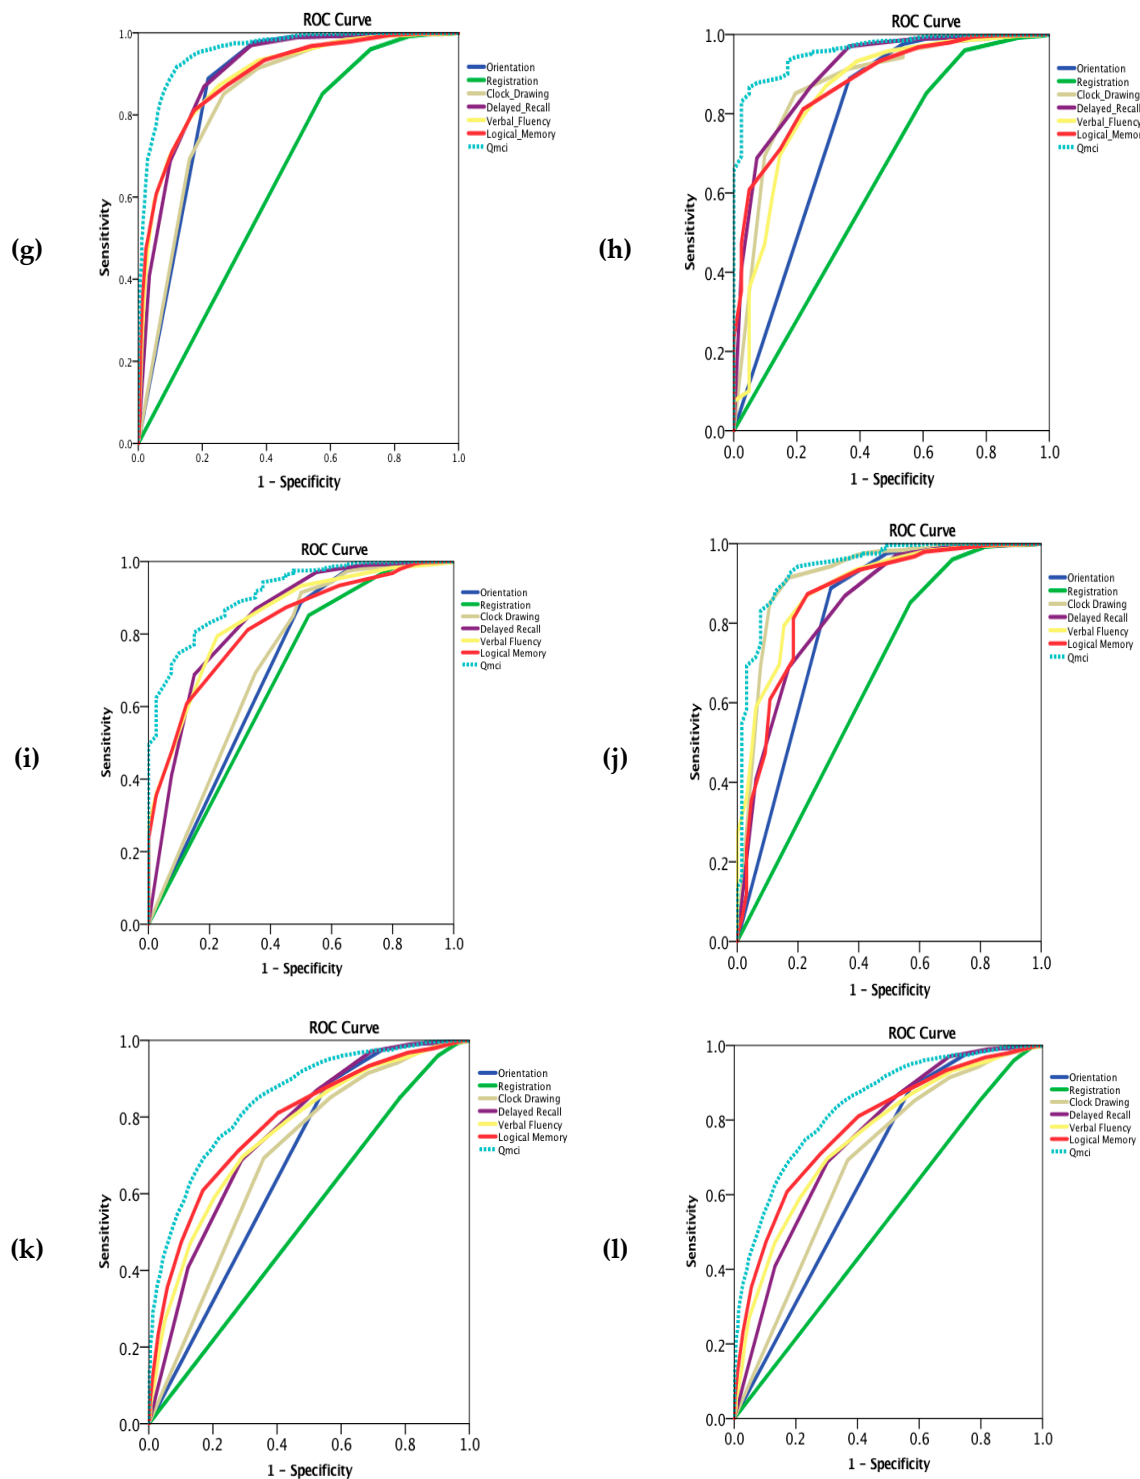 ROC Curve
1.0
0.8
0.6
0.4
0.2
0.0
Sensitivity
0.0 0.2 0.4 0.6 0.8 1.0
1 - Specificity
Orientation
Registration
Clock_Drawing
Delayed_Recall
Verbal_Fluency
Logical_Memory
Qmci
(g)
ROC Curve
1.0
0.8
0.6
0.4
0.2
0.0
Sensitivity
0.0 0.2 0.4 0.6 0.8 1.0
1 - Specificity
Orientation
Registration
Clock_Drawing
Delayed_Recall
Verbal_Fluency
Logical_Memor
Qmci
(h)
ROC Curve
1.0
0.8
0.6
0.4
0.2
0.0
Sensitivity
0.0 0.2 0.4 0.6 0.8 1.0
1 - Specificity
Orientation
Registration
Clock Drawing
Delayed Recall
Verbal Fluency
Logical Memory
Qmci
(i)
ROC Curve
1.0
0.8
0.6
0.4
0.2
0.0
Sensitivity
0.0 0.2 0.4 0.6 0.8 1.0
1 - Specificity
Orientation
Registration
Clock Drawing
Delayed Recall
Verbal Fluency
Logical Memory
Qmci
(j)
ROC Curve
1.0
0.8
0.6
0.4
0.2
0.0
Sensitivity
0.0 0.2 0.4 0.6 0.8 1.0
1 - Specificity
Orientation
Registration
Clock Drawing
Delayed Recall
Verbal Fluency
Logical Memory
Qmci
(k)
ROC Curve
1.0
0.8
0.6
0.4
0.2
0.0
Sensitivity
0.0 0.2 0.4 0.6 0.8 1.0
1 - Specificity
Orientation
Registration
Clock Drawing
Delayed Recall
Verbal Fluency
Logical Memory
Qmci
(l)